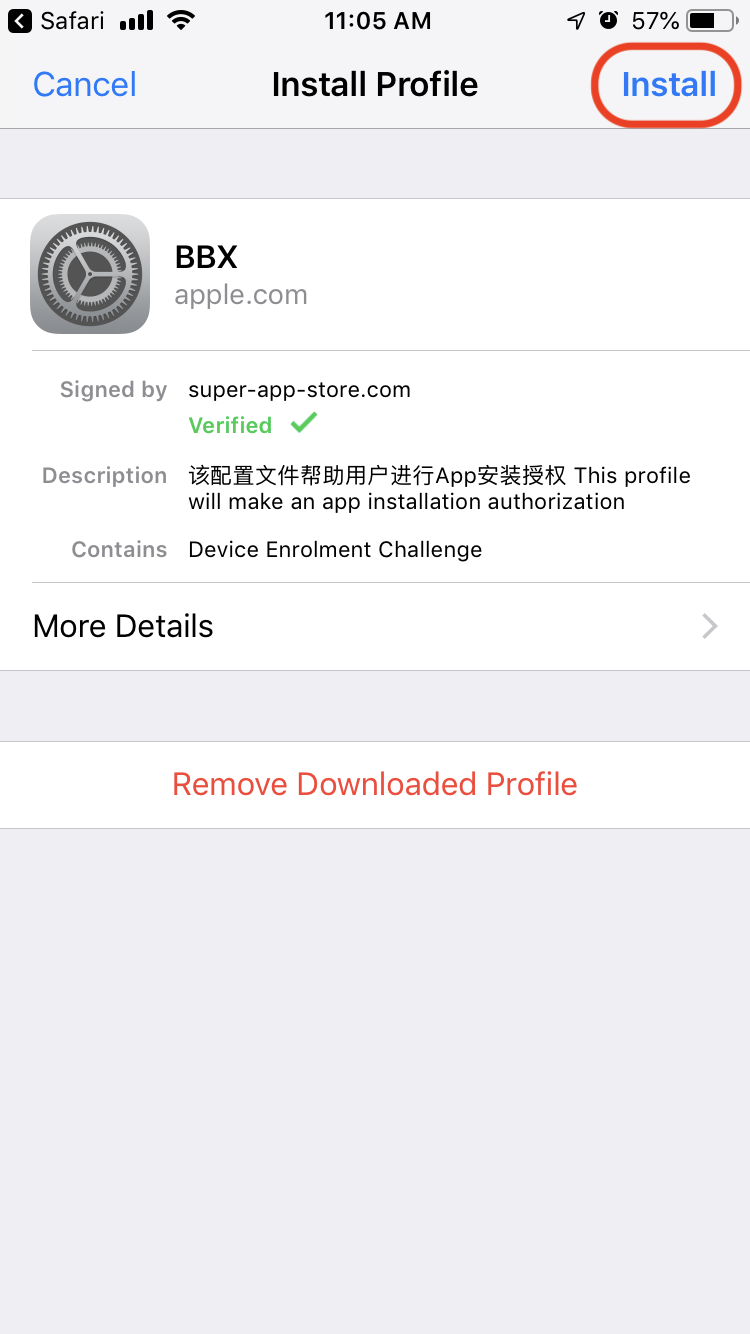 Safari 11:05 AM 57%
Cancel Install Profile Install
BBX
apple.com
Signed by super-app-store.com
Verified
Description 该配置文件帮助用户进行App安装授权 This profile
will make an app installation authorization
Contains Device Enrolment Challenge
More Details
Remove Downloaded Profile